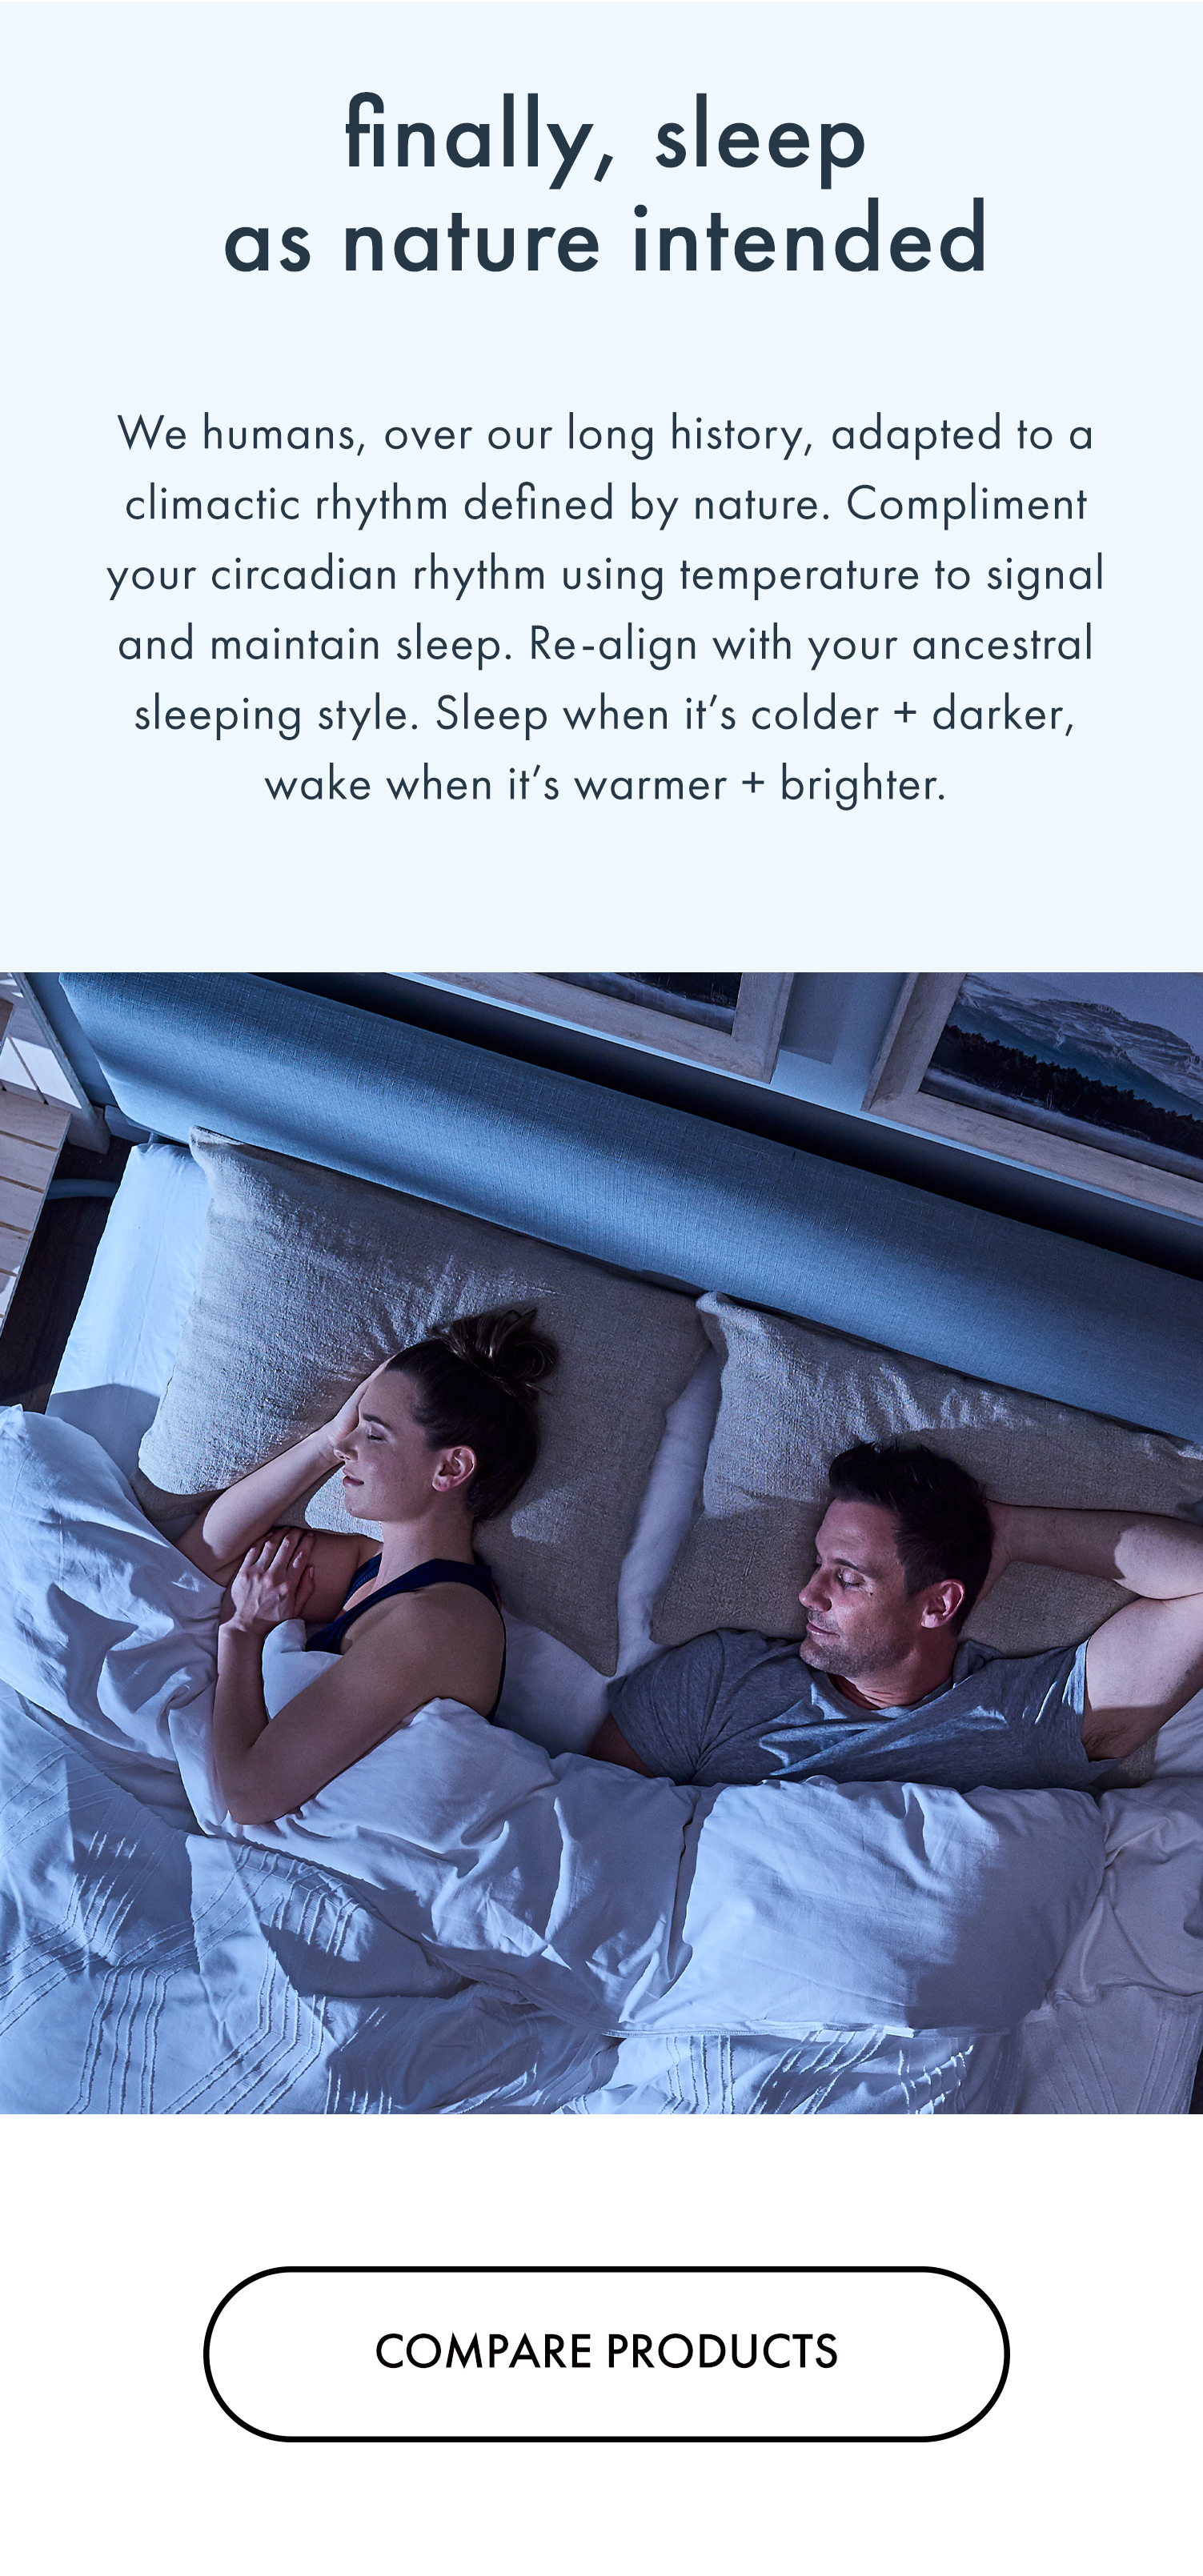 finally, sleep
as nature intended
We humans, over our long history, adapted to a
climactic rhythm defined by nature. Compliment
your circadian rhythm using temperature to signal
and maintain sleep. Re-align with your ancestral
sleeping style. Sleep when it’s colder + darker,
wake when it’s warmer + brighter.
COMPARE PRODUCTS